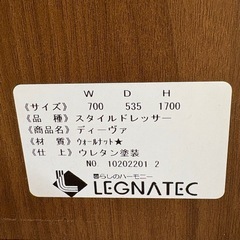 W D H
《サイズ》 700 535 1700
《品 種》 スタイルドレッサー
《商品名》 ディーヴァ
《材 質》 ウォールナット★
《仕 上》 ウレタン塗装
NO 10202201 2
暮らしのハーモニー
LEGNATEC